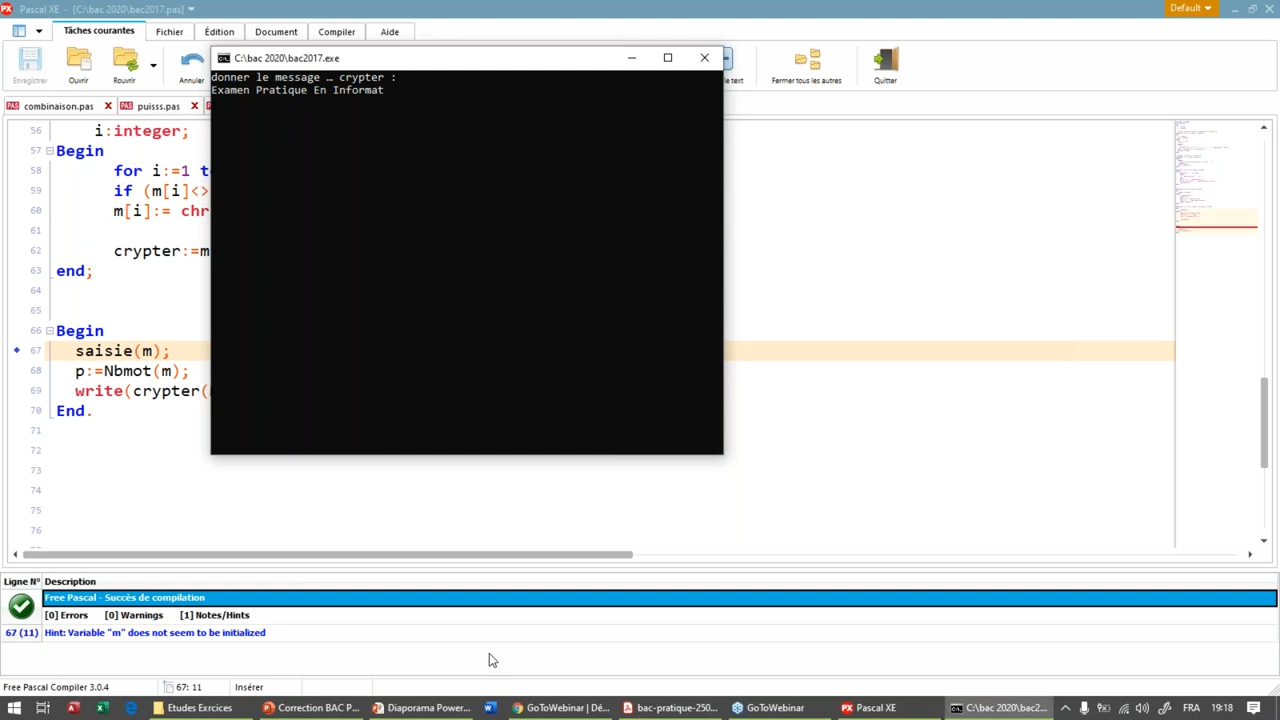 Pascal XE - [C:\bac 2020\bac2017.pas]
Default
Tâches courantes
Fichier
Édition
Document
Compiler
Aide
Enregistrer
Ouvrir
Rouvrir
Annuler
le text
Fermer tous les autres
Quitter
combinaison.pas
puisss.pas
C:\bac 2020\bac2017.exe
donner le message … crypter :
Examen Pratique En Informat
56 i:integer;
57 Begin
58 for i:=1 t
59 if (m[i]<>
60 m[i]:= chr
61
62 crypter:=m
63 end;
64
65
66 Begin
67 saisie(m);
68 p:=Nbmot(m);
69 write(crypter(
70 End.
71
72
73
74
75
76
Ligne N° Description
Free Pascal - Succès de compilation
[0] Errors [0] Warnings [1] Notes/Hints
67 (11) Hint: Variable "m" does not seem to be initialized
Free Pascal Compiler 3.0.4
67: 11
Insérer
Etudes Exrcices
Correction BAC P...
Diaporama Power...
GoToWebinar | Dé...
bac-pratique-250...
GoToWebinar
Pascal XE
C:\bac 2020\bac2...
FRA
19:18